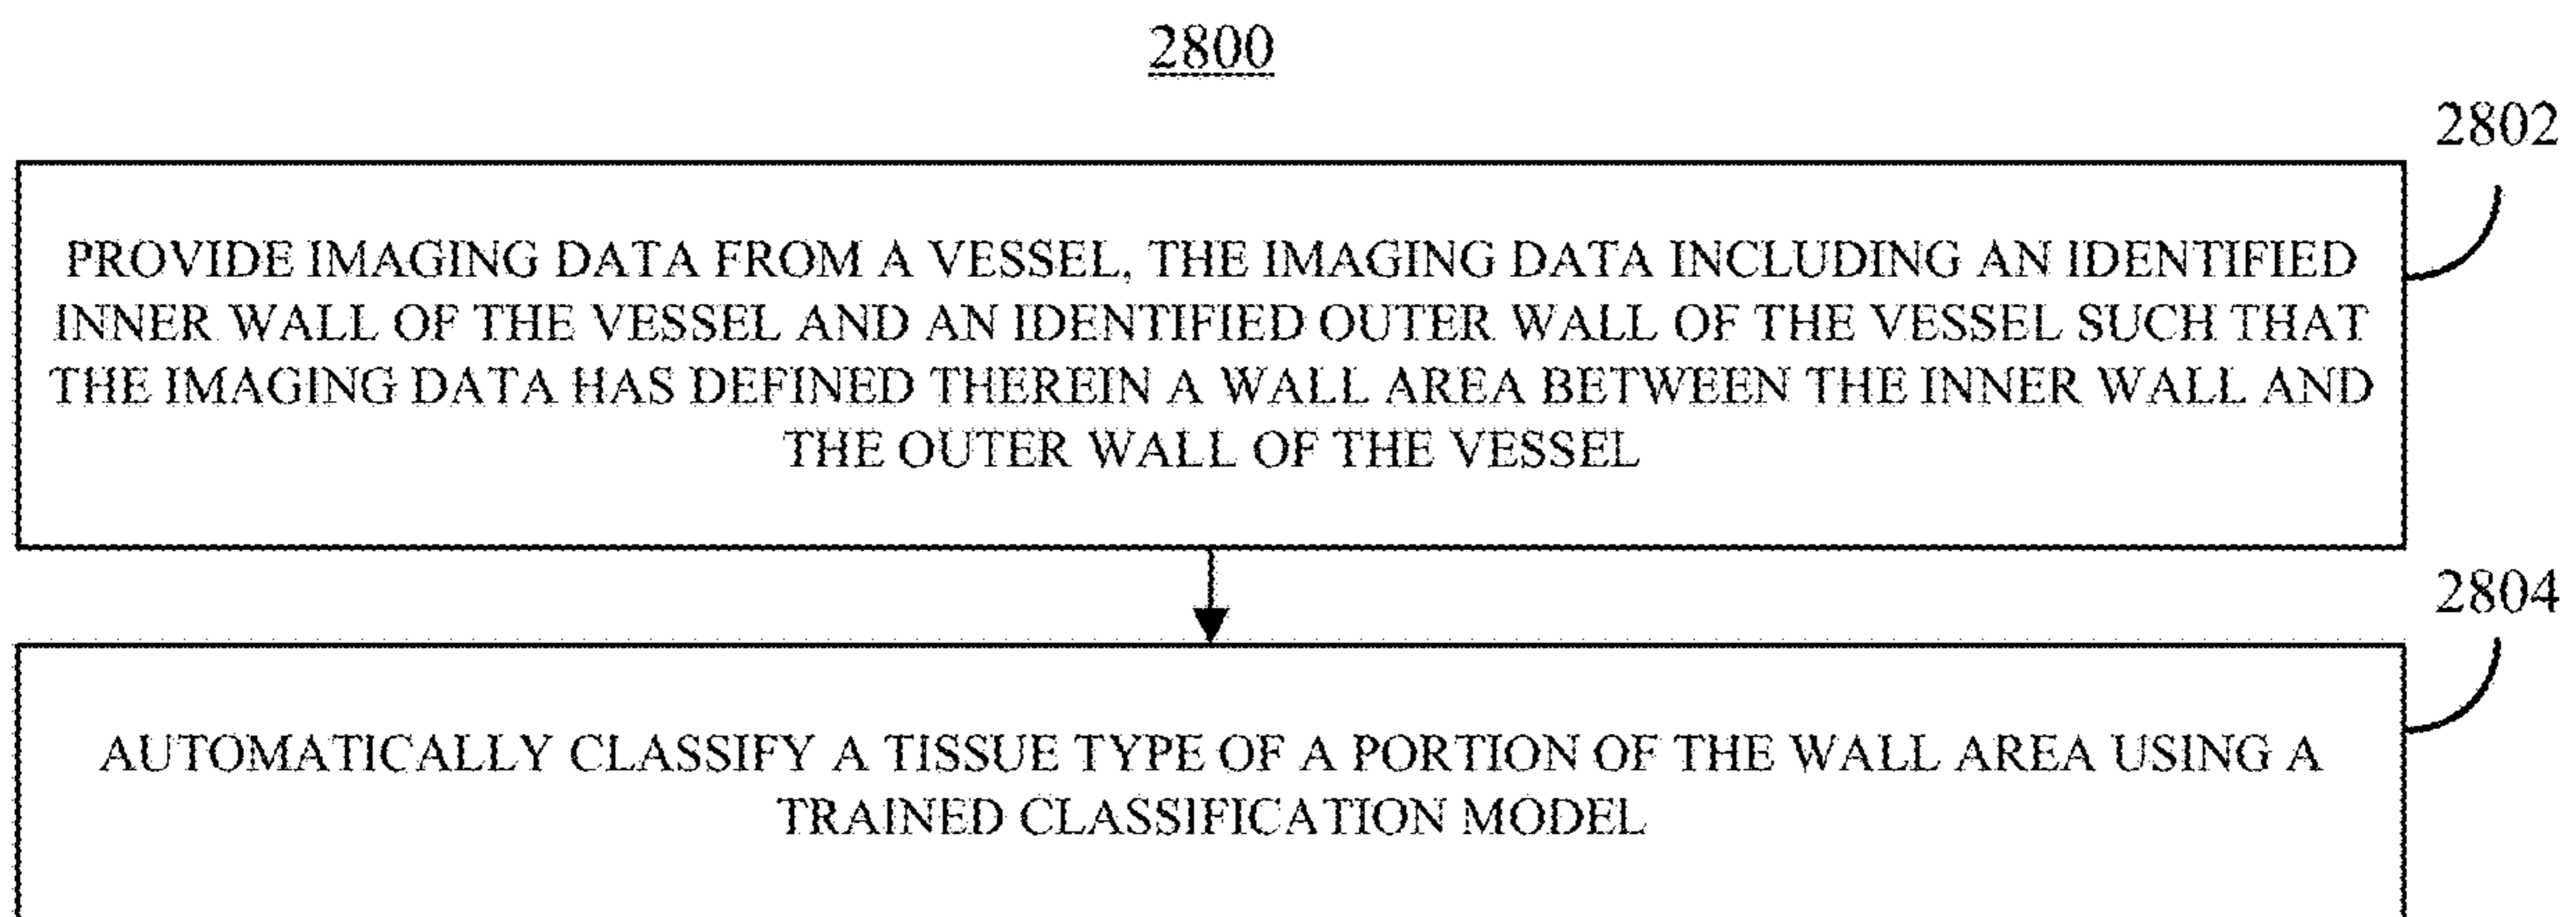 2800
2802
PROVIDE IMAGING DATA FROM A VESSEL, THE IMAGING DATA INCLUDING AN IDENTIFIED
INNER WALL OF THE VESSEL AND AN IDENTIFIED OUTER WALL OF THE VESSEL SUCH THAT
THE IMAGING DATA HAS DEFINED THEREIN A WALL AREA BETWEEN THE INNER WALL AND
THE OUTER WALL OF THE VESSEL
2804
AUTOMATICALLY CLASSIFY A TISSUE TYPE OF A PORTION OF THE WALL AREA USING A
TRAINED CLASSIFICATION MODEL